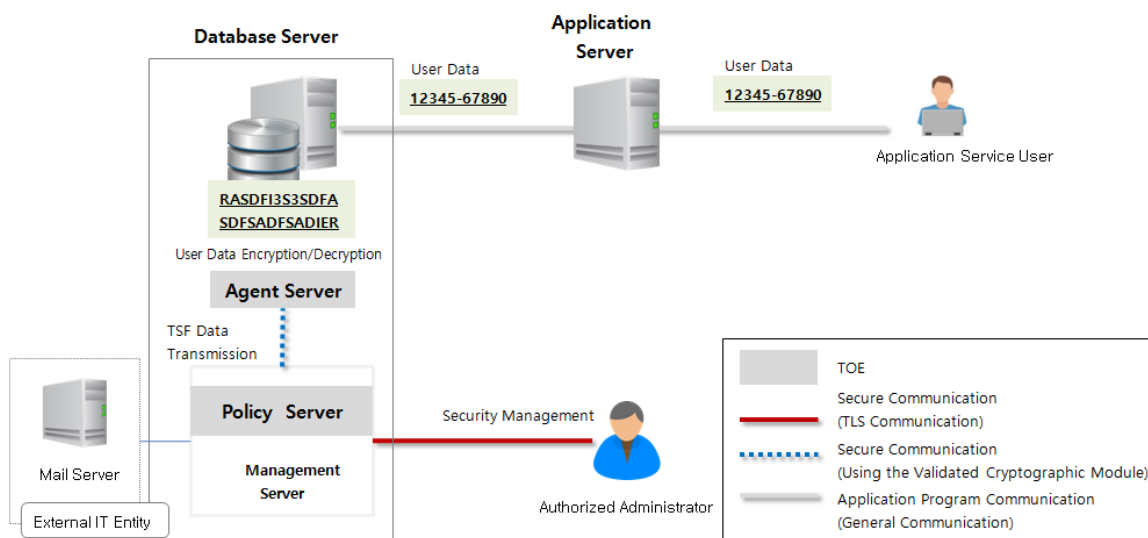 Application
Server
Database Server
User Data
12345-67890
User Data
12345-67890
Application Service User
RASDFI3S3SDFA
SDFSADFSADIER
User Data Encryption/Decryption
Agent Server
TSF Data
Transmission
Policy Server
Management
Server
Security Management
Authorized Administrator
Mail Server
External IT Entity
TOE
Secure Communication
(TLS Communication)
Secure Communication
(Using the Validated Cryptographic Module)
Application Program Communication
(General Communication)